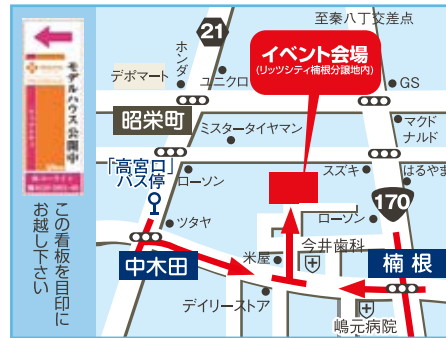 モデルハウス公開中
この看板を目印に
お越し下さい
21
至秦八丁交差点
イベント会場
(リッツシティ楠根分譲地内)
ホンダ
デポマート
ユニクロ
GS
昭栄町
ミスタータイヤマン
マクド
ナルド
「高宮口」
バス停
ローソン
スズキ
はるやま
170
ツタヤ
ローソン
米屋
今井歯科
中木田
楠根
デイリーストア
嶋元病院